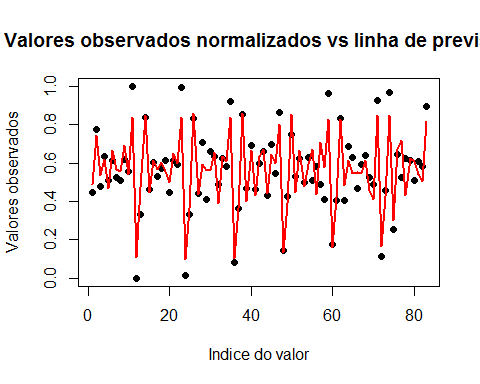 Valores observados normalizados vs linha de previ
Valores observados
0.0 0.2 0.4 0.6 0.8 1.0
0 20 40 60 80
Indice do valor